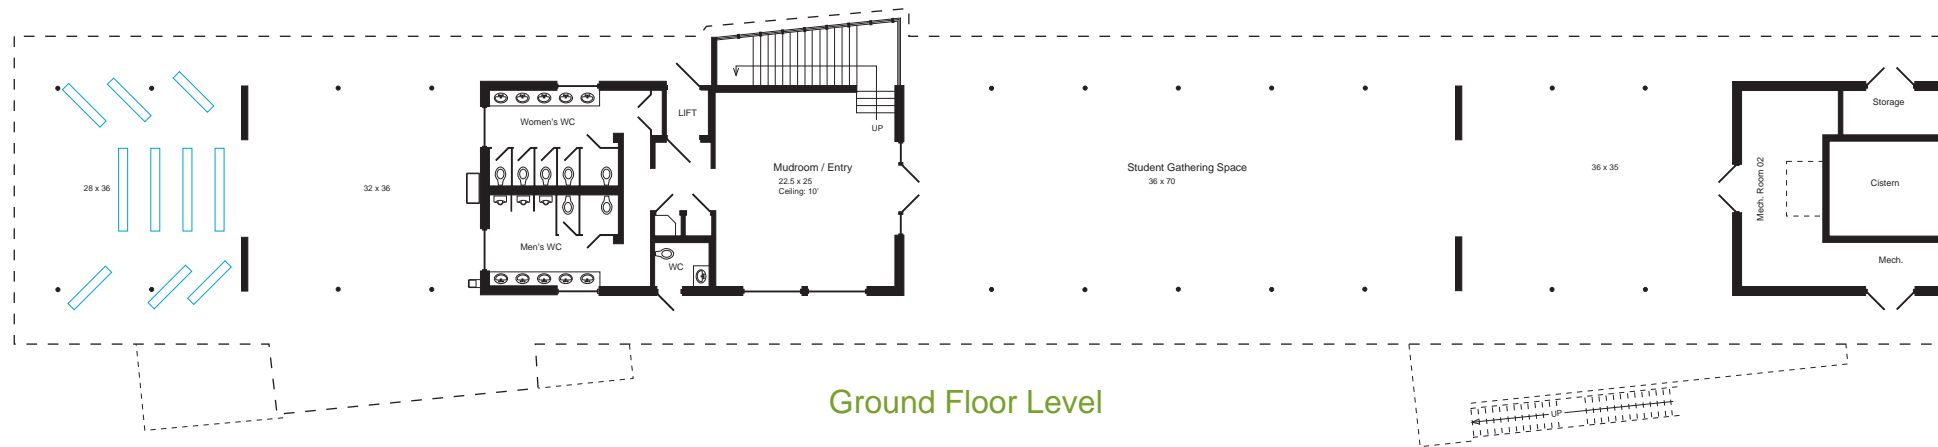 28 x 36
32 x 36
Women's WC
Men's WC
LIFT
WC
UP
Mudroom / Entry
22.5 x 25
Ceiling: 10'
Student Gathering Space
36 x 70
36 x 35
Mech. Room 02
Storage
Cistern
Mech.
UP
Ground Floor Level